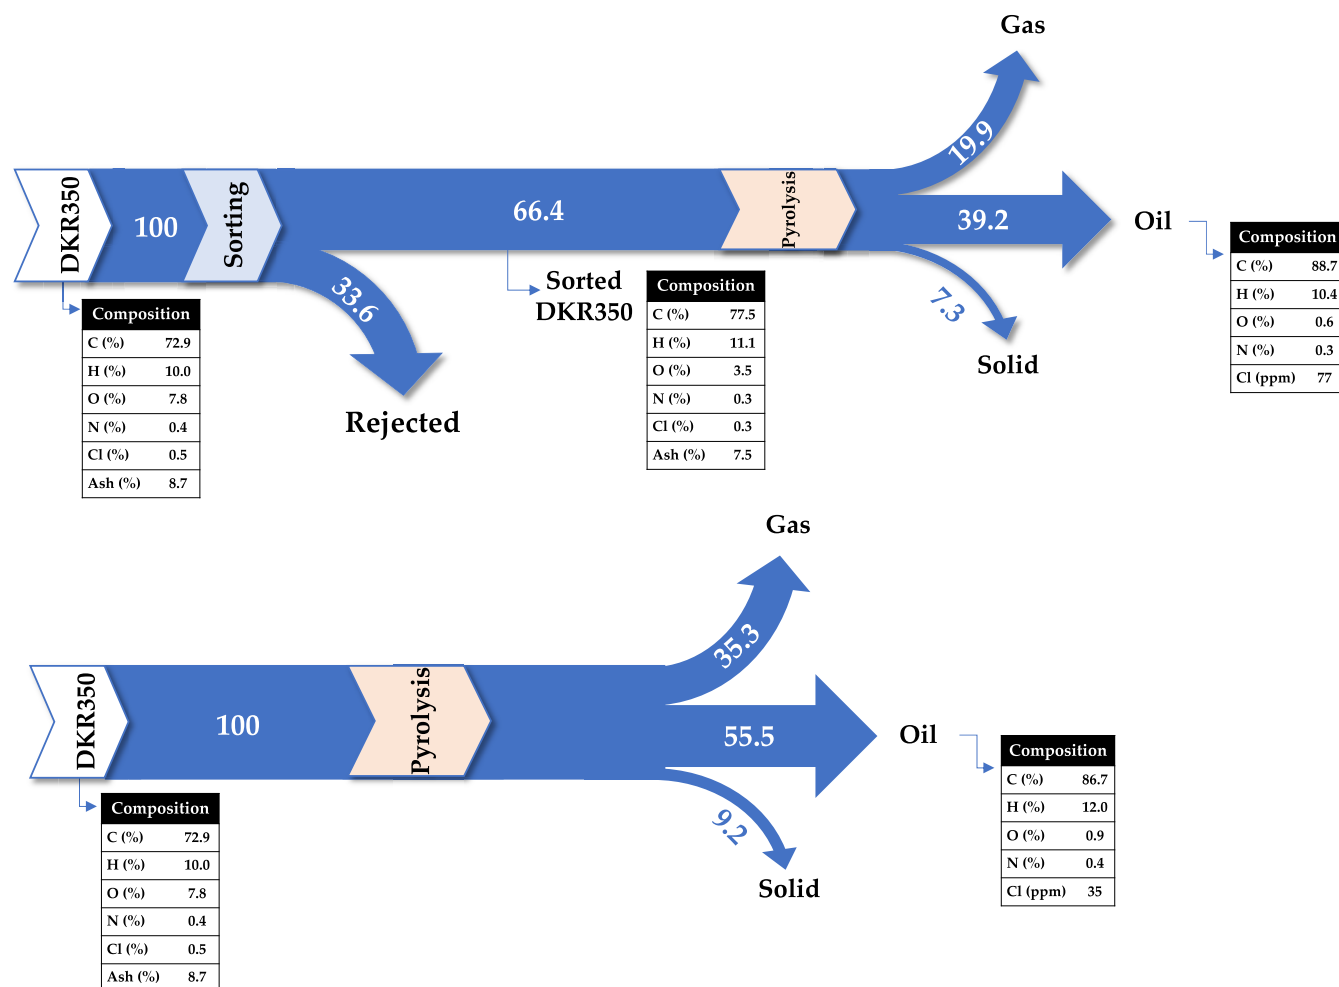 Gas
19.9
DKR350
100
Sorting
66.4
Pyrolysis
39.2
Oil
33.6
Rejected
Sorted
DKR350
7.3
Solid
Composition
C (%) 72.9
H (%) 10.0
O (%) 7.8
N (%) 0.4
Cl (%) 0.5
Ash (%) 8.7
Composition
C (%) 77.5
H (%) 11.1
O (%) 3.5
N (%) 0.3
Cl (%) 0.3
Ash (%) 7.5
Composition
C (%) 88.7
H (%) 10.4
O (%) 0.6
N (%) 0.3
Cl (ppm) 77
Gas
35.3
DKR350
100
Pyrolysis
55.5
Oil
9.2
Solid
Composition
C (%) 72.9
H (%) 10.0
O (%) 7.8
N (%) 0.4
Cl (%) 0.5
Ash (%) 8.7
Composition
C (%) 86.7
H (%) 12.0
O (%) 0.9
N (%) 0.4
Cl (ppm) 35